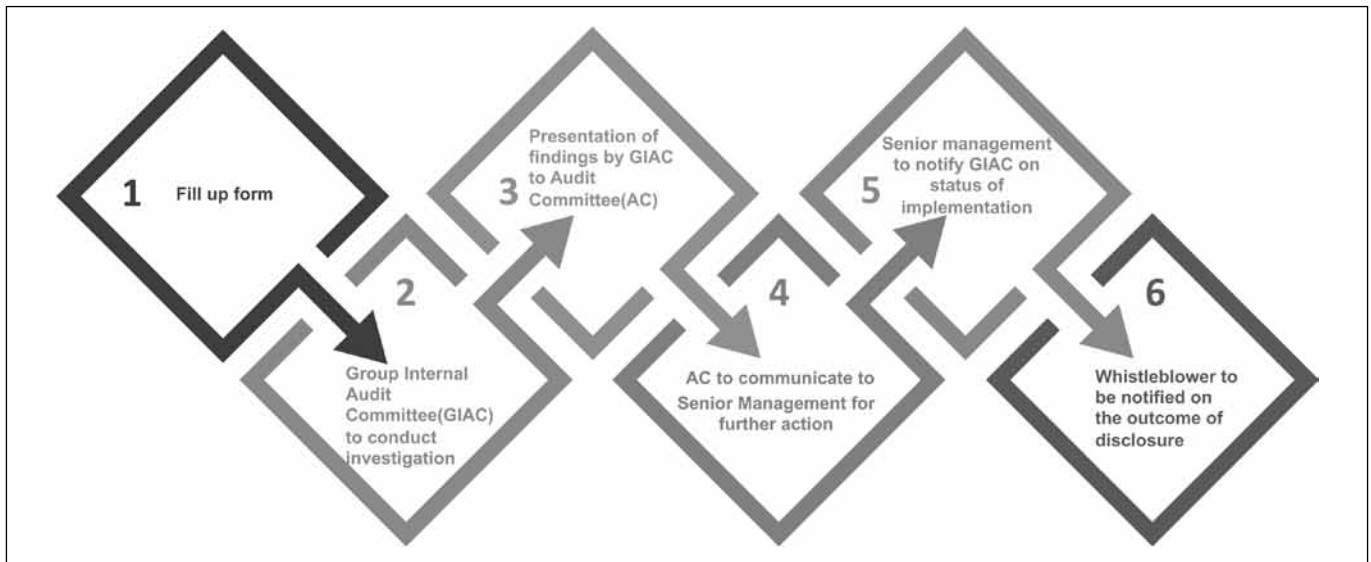 1
Fill up form
2
Group Internal
Audit
Committee(GIAC)
to conduct
investigation
3
Presentation of
findings by GIAC
to Audit
Committee(AC)
4
AC to communicate to
Senior Management for
further action
5
Senior management
to notify GIAC on
status of
implementation
6
Whistleblower to
be notified on
the outcome of
disclosure